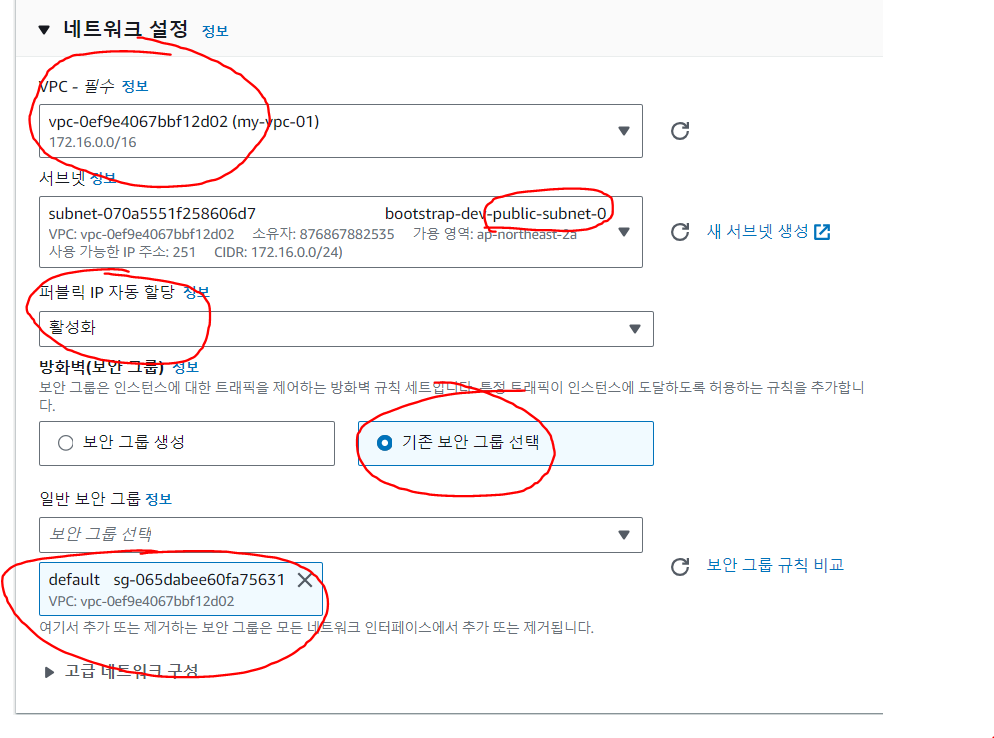 네트워크 설정 정보
VPC - 필수 정보
vpc-0ef9e4067bbf12d02 (my-vpc-01)
172.16.0.0/16
서브넷 정보
subnet-070a5551f258606d7 bootstrap-dev-public-subnet-0
VPC: vpc-0ef9e4067bbf12d02 소유자: 876867882535 가용 영역: ap-northeast-2a
사용 가능한 IP 주소: 251 CIDR: 172.16.0.0/24)
새 서브넷 생성
퍼블릭 IP 자동 할당 정보
활성화
방화벽(보안 그룹) 정보
보안 그룹은 인스턴스에 대한 트래픽을 제어하는 방화벽 규칙 세트입니다. 특정 트래픽이 인스턴스에 도달하도록 허용하는 규칙을 추가합니
다.
보안 그룹 생성 기존 보안 그룹 선택
일반 보안 그룹 정보
보안 그룹 선택
default sg-065dabee60fa75631
VPC: vpc-0ef9e4067bbf12d02
보안 그룹 규칙 비교
여기서 추가 또는 제거하는 보안 그룹은 모든 네트워크 인터페이스에서 추가 또는 제거됩니다.
고급 네트워크 구성